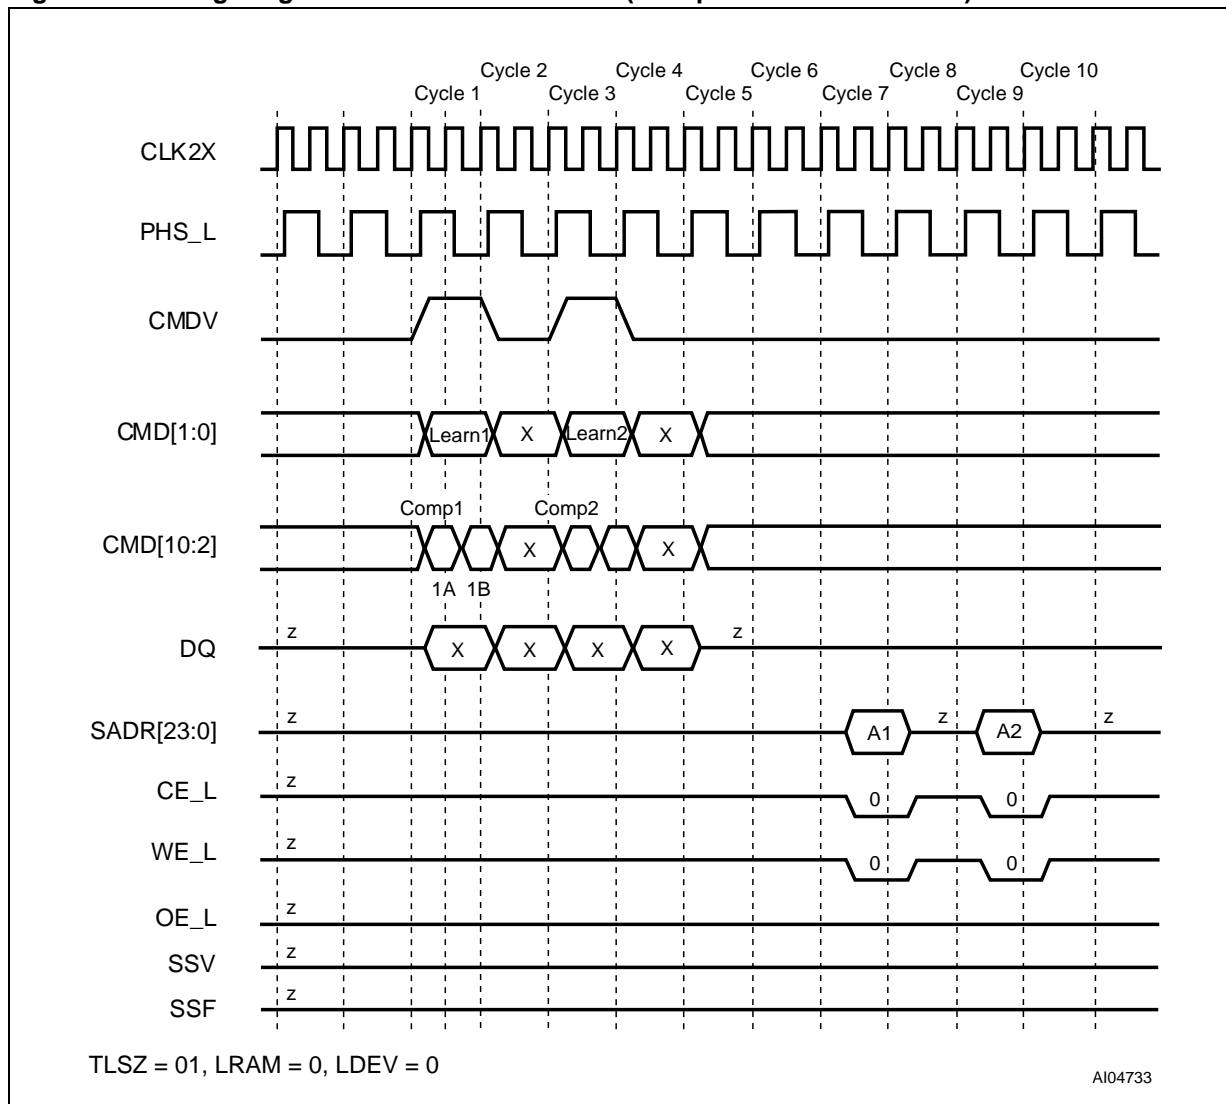 Cycle 2 Cycle 4 Cycle 6 Cycle 8 Cycle 10
Cycle 1 Cycle 3 Cycle 5 Cycle 7 Cycle 9
CLK2X
PHS_L
CMDV
CMD[1:0] Learn1 X Learn2 X
Comp1 Comp2
CMD[10:2] X X
1A 1B
DQ z X X X X z
SADR[23:0] z A1 z A2 z
CE_L z 0 0
WE_L z 0 0
OE_L z
SSV z
SSF z
TLSZ = 01, LRAM = 0, LDEV = 0
AI04733